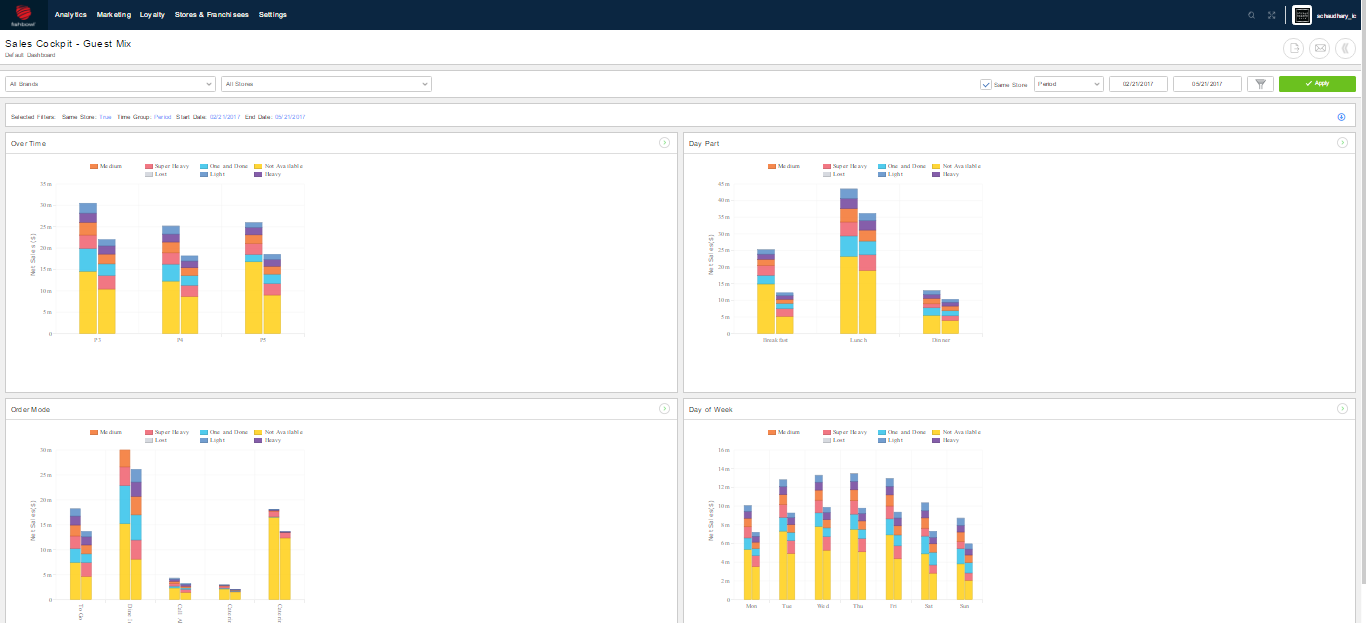 fishbowl
Analytics Marketing Loyalty Stores & Franchisees Settings
schaudhary_ic
Sales Cockpit - Guest Mix
Default Dashboard
All Brands
All Stores
Same Store
Period
02/21/2017
05/21/2017
Apply
Selected Filters: Same Store: True Time Group: Period Start Date: 02/21/2017 End Date: 05/21/2017
Over Time
Medium Super Heavy One and Done Not Available
Lost Light Heavy
Net Sales($)
35m
30m
25m
20m
15m
10m
5m
0
P3 P4 P5
Day Part
Medium Super Heavy One and Done Not Available
Lost Light Heavy
Net Sales($)
45m
40m
35m
30m
25m
20m
15m
10m
5m
0
Breakfast Lunch Dinner
Order Mode
Medium Super Heavy One and Done Not Available
Lost Light Heavy
Net Sales($)
30m
25m
20m
15m
10m
5m
0
To Go
Day of Week
Medium Super Heavy One and Done Not Available
Lost Light Heavy
Net Sales($)
16m
14m
12m
10m
8m
6m
4m
2m
0
Mon Tue Wed Thu Fri Sat Sun